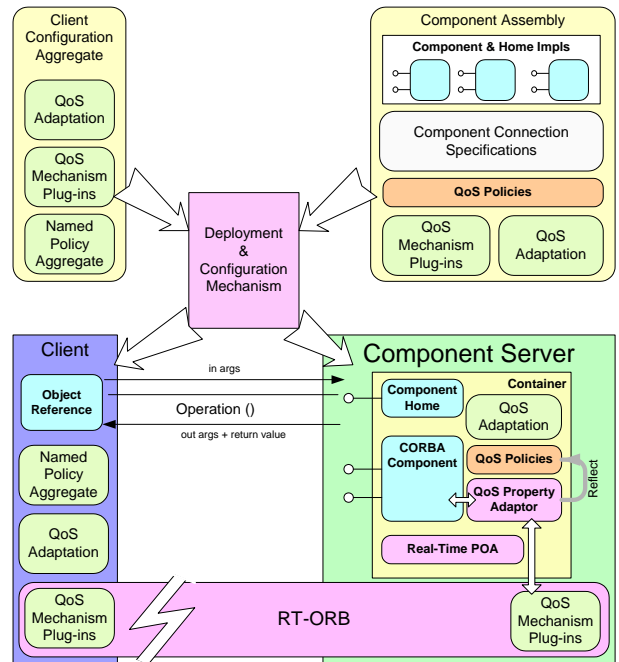 Client
Configuration
Aggregate
QoS
Adaptation
QoS
Mechanism
Plug-ins
Named
Policy
Aggregate
Component Assembly
Component & Home Impls
Component Connection
Specifications
QoS Policies
QoS
Mechanism
Plug-ins
QoS
Adaptation
Deployment
&
Configuration
Mechanism
Client
Object
Reference
Named
Policy
Aggregate
QoS
Adaptation
QoS
Mechanism
Plug-ins
in args
Operation ()
out args + return value
Component Server
Container
Component
Home
QoS
Adaptation
CORBA
Component
QoS Policies
QoS Property
Adaptor
Reflect
Real-Time POA
RT-ORB
QoS
Mechanism
Plug-ins